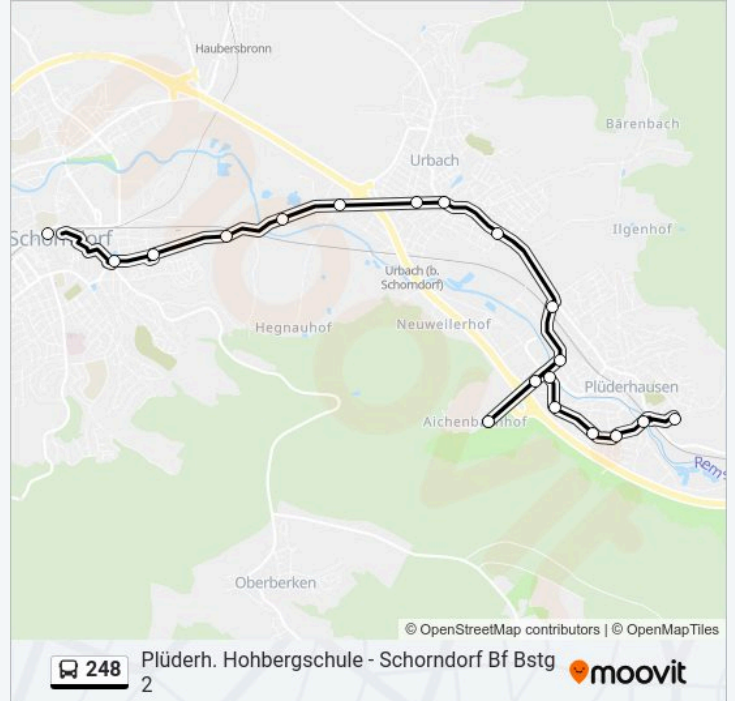 Haubersbronn
Bärenbach
Urbach
Ilgenhof
Schorndorf
Urbach (b.
Schorndorf)
Hegnauhof
Neuweilerhof
Plüderhausen
Aichenbachhof
Rems
Oberberken
© OpenStreetMap contributors | © OpenMapTiles
248
Plüderh. Hohbergschule - Schorndorf Bf Bstg
2
moovit